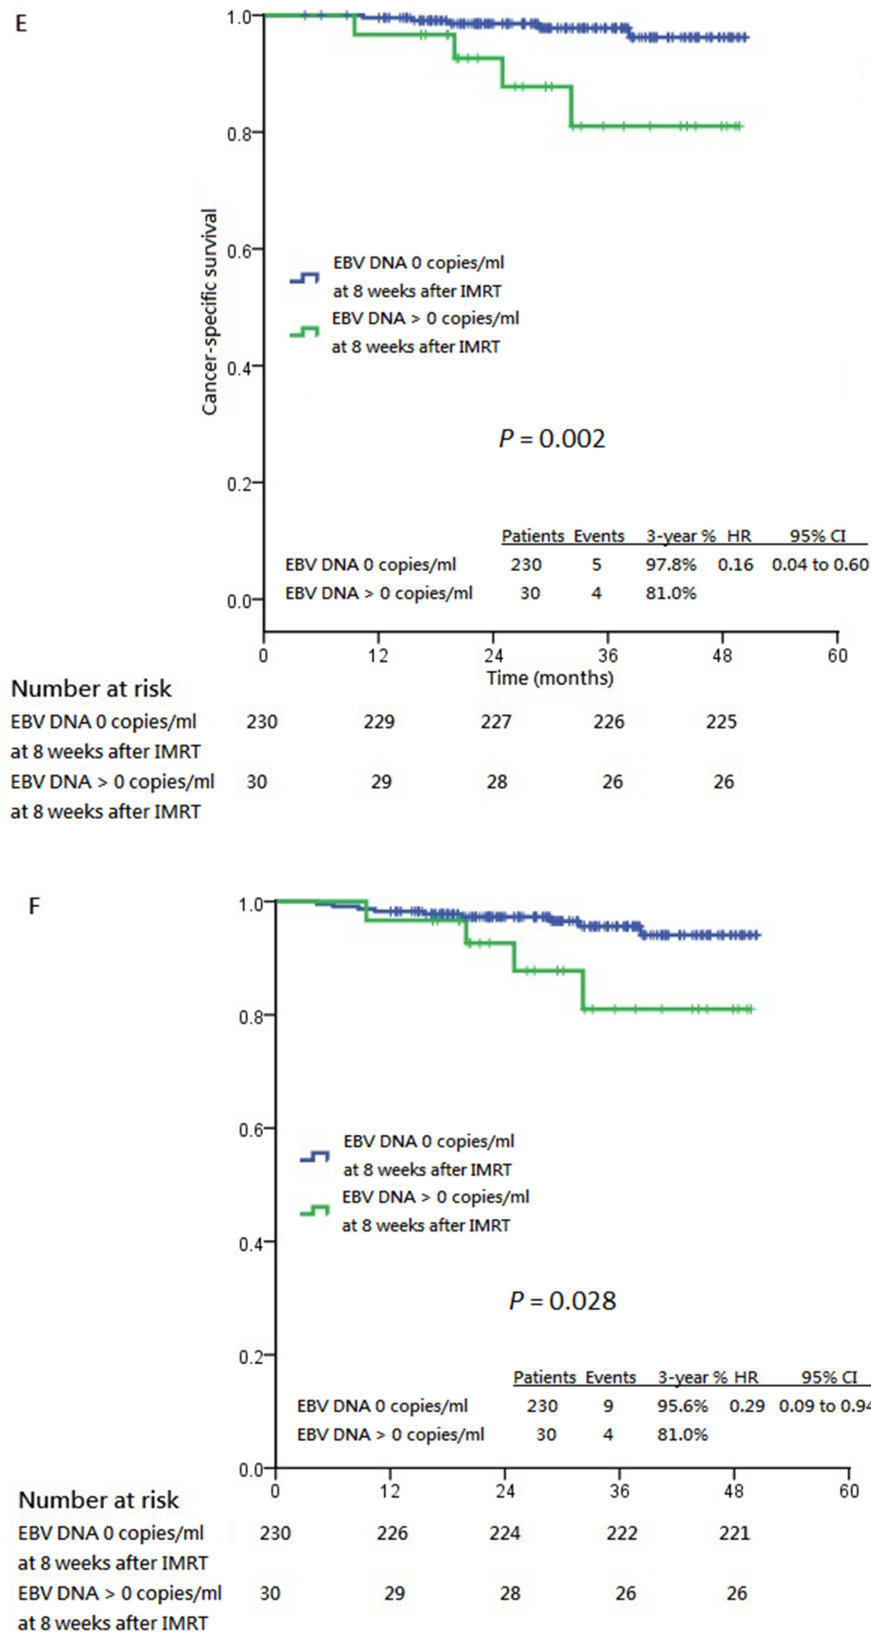 E
1.0
0.8
0.6
0.4
0.2
0.0
Cancer-specific survival
EBV DNA 0 copies/ml
at 8 weeks after IMRT
EBV DNA > 0 copies/ml
at 8 weeks after IMRT
P = 0.002
Patients Events 3-year % HR 95% CI
EBV DNA 0 copies/ml 230 5 97.8% 0.16 0.04 to 0.60
EBV DNA > 0 copies/ml 30 4 81.0%
0 12 24 36 48 60
Time (months)
Number at risk
EBV DNA 0 copies/ml 230 229 227 226 225
at 8 weeks after IMRT
EBV DNA > 0 copies/ml 30 29 28 26 26
at 8 weeks after IMRT
F
1.0
0.8
0.6
0.4
0.2
0.0
EBV DNA 0 copies/ml
at 8 weeks after IMRT
EBV DNA > 0 copies/ml
at 8 weeks after IMRT
P = 0.028
Patients Events 3-year % HR 95% CI
EBV DNA 0 copies/ml 230 9 95.6% 0.29 0.09 to 0.94
EBV DNA > 0 copies/ml 30 4 81.0%
0 12 24 36 48 60
Number at risk
EBV DNA 0 copies/ml 230 226 224 222 221
at 8 weeks after IMRT
EBV DNA > 0 copies/ml 30 29 28 26 26
at 8 weeks after IMRT